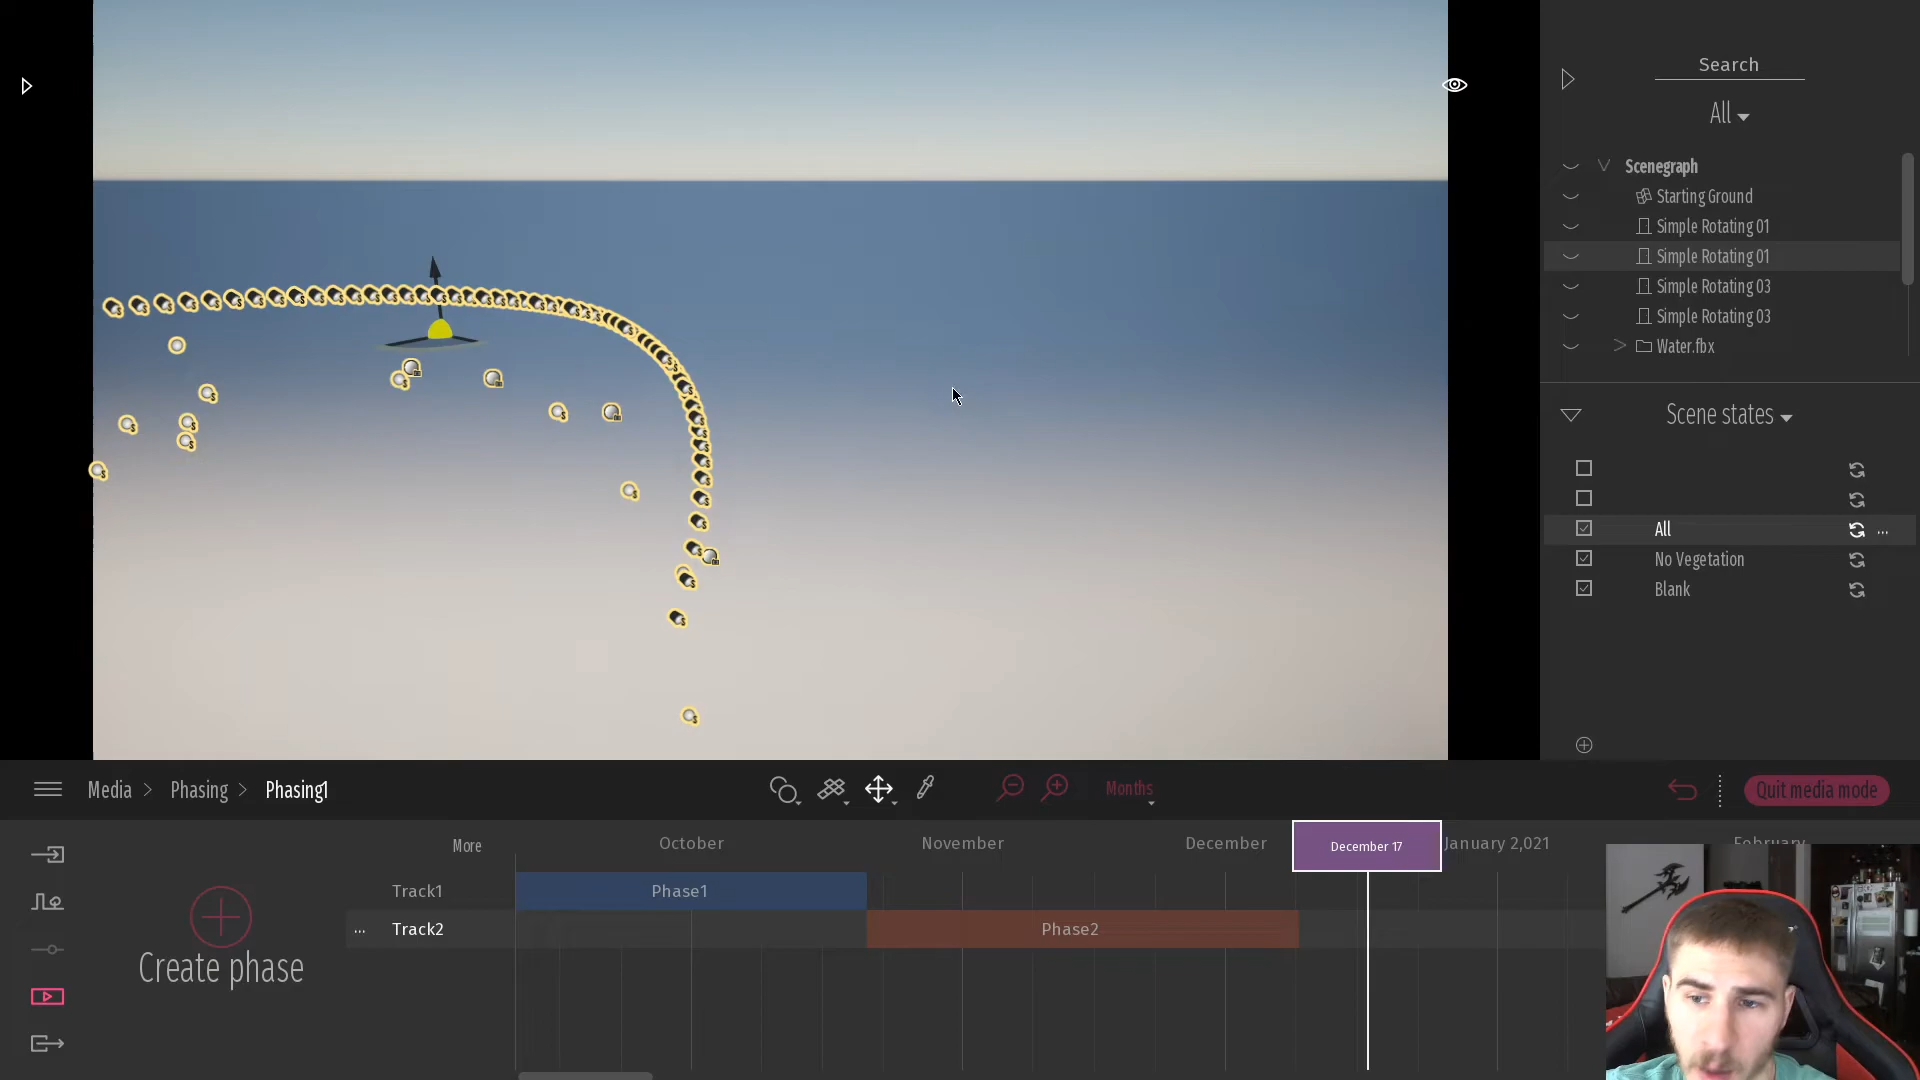 Search
All
Scenegraph
Starting Ground
Simple Rotating 01
Simple Rotating 01
Simple Rotating 03
Simple Rotating 03
Water.fbx
Scene states
All
...
No Vegetation
Blank
Media > Phasing > Phasing1
Months
Quit media mode
More
October
November
December
December 17
January 2,021
February
Track1
Phase1
... Track2
Phase2
Create phase